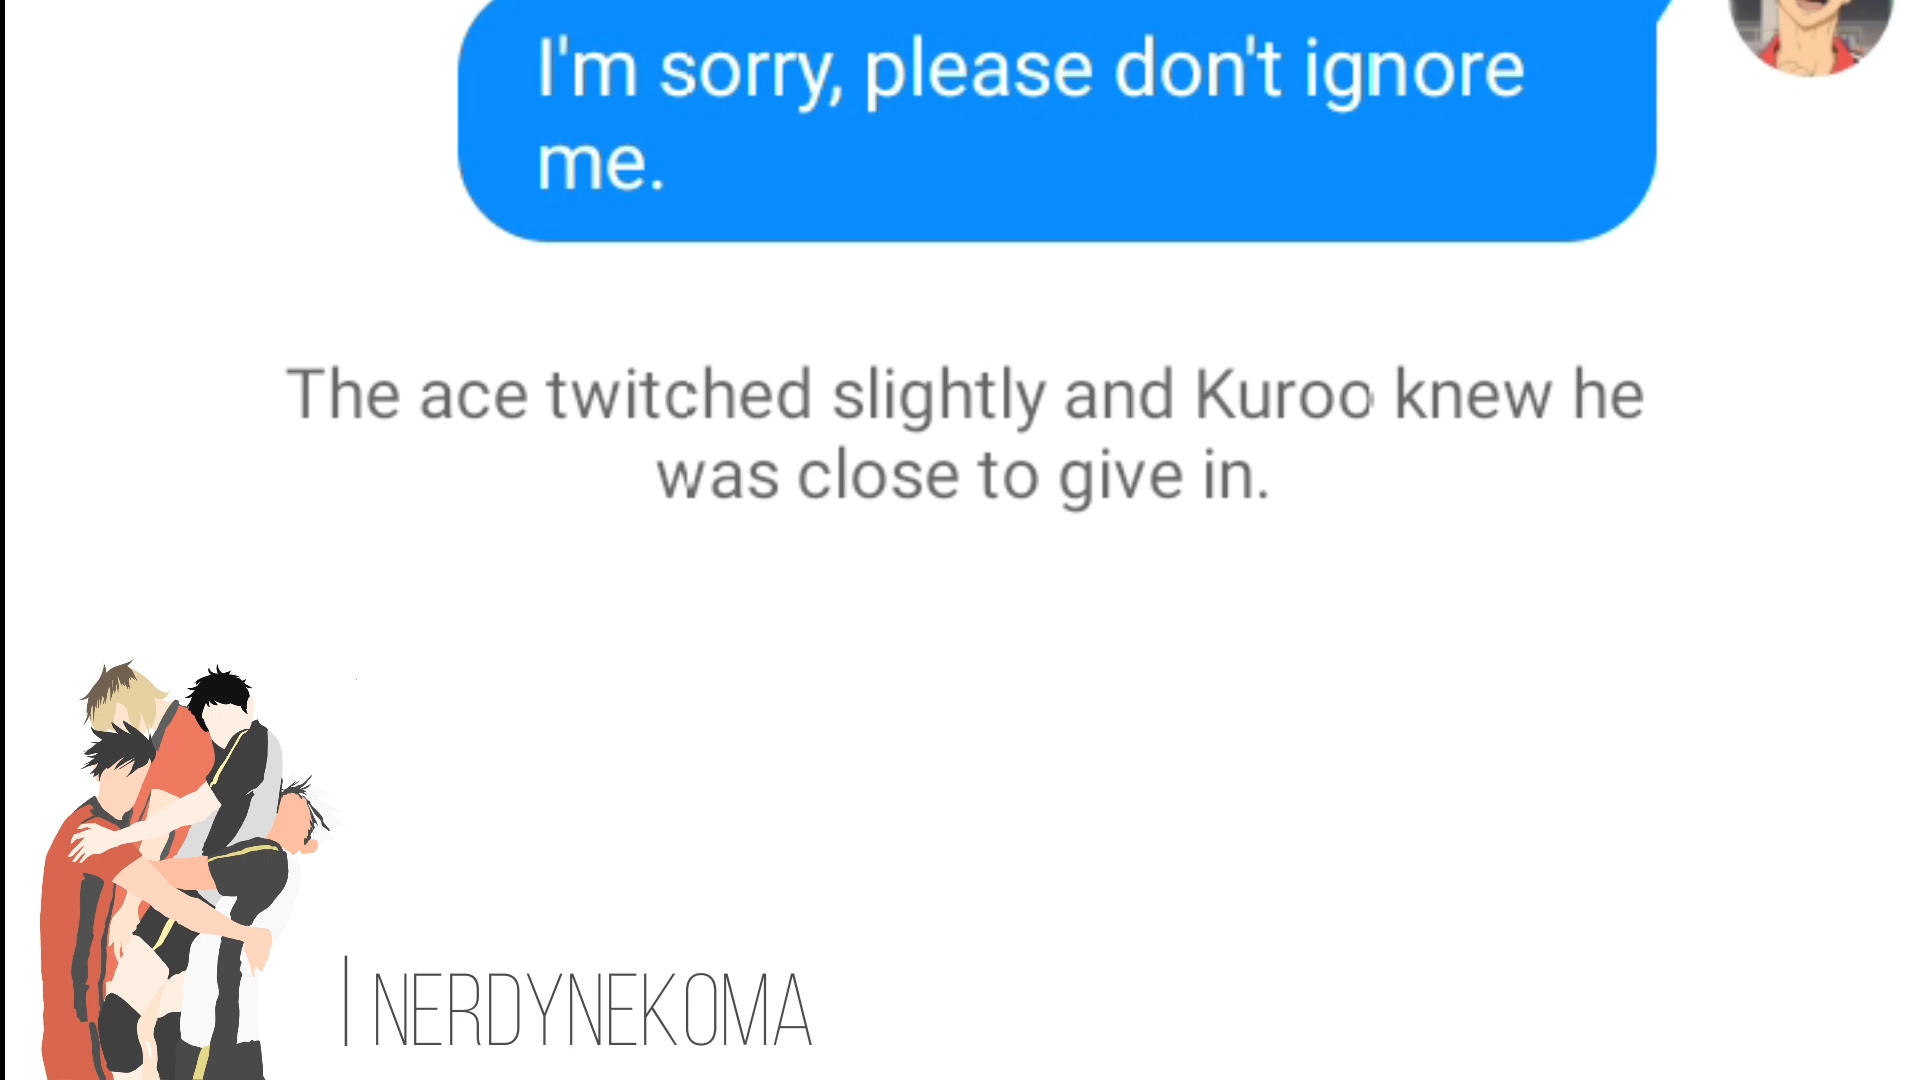 I'm sorry, please don't ignore
me.
The ace twitched slightly and Kuroo knew he
was close to give in.
| NERDYNEKOMA